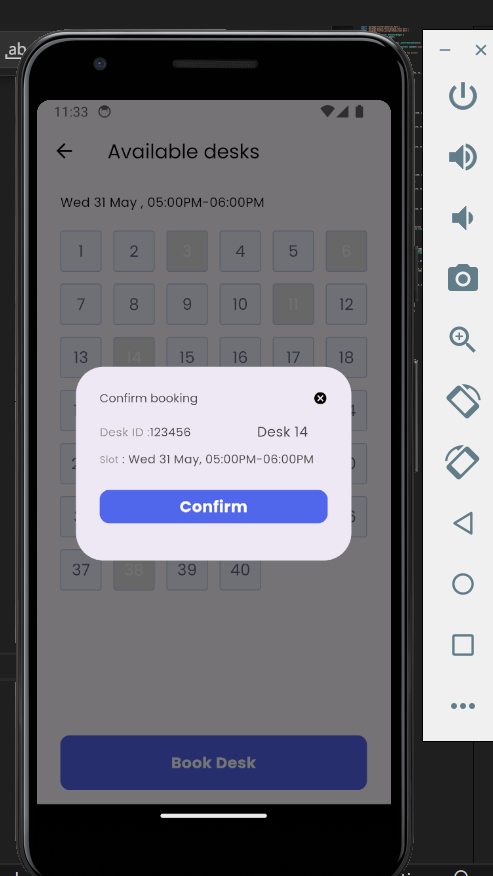 ab
11:33
Available desks
Wed 31 May , 05:00PM-06:00PM
1 2 3 4 5 6
7 8 9 10 11 12
13 14 15 16 17 18
Confirm booking
Desk ID :123456 Desk 14
Slot : Wed 31 May, 05:00PM-06:00PM
Confirm
37 38 39 40
Book Desk